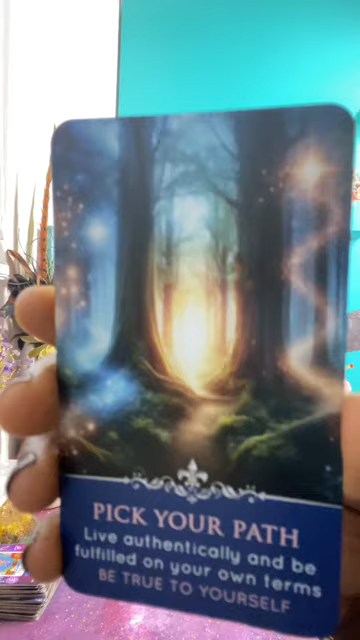 PICK YOUR PATH
Live authentically and be
fulfilled on your own terms
BE TRUE TO YOURSELF